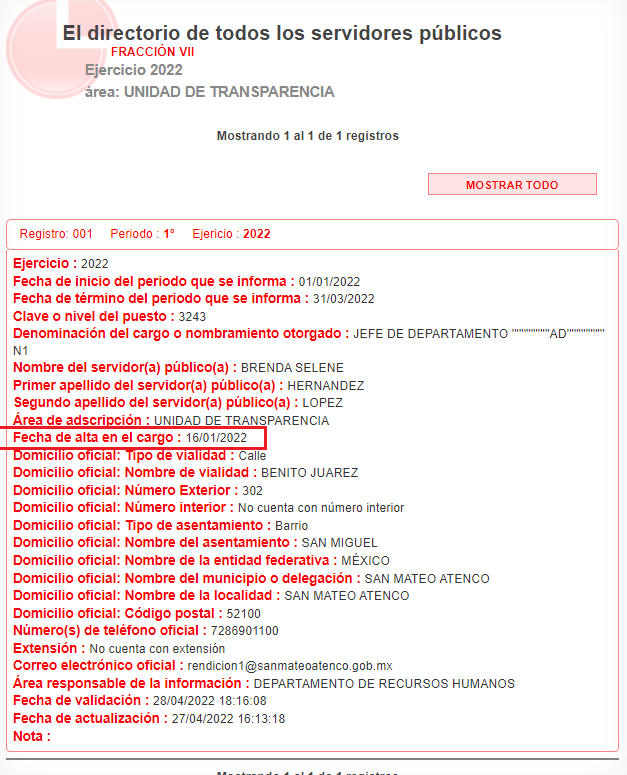 El directorio de todos los servidores públicos
FRACCIÓN VII
Ejercicio 2022
área: UNIDAD DE TRANSPARENCIA
Mostrando 1 al 1 de 1 registros
MOSTRAR TODO
Registro: 001 Periodo : 1° Ejericio : 2022
Ejercicio : 2022
Fecha de inicio del periodo que se informa : 01/01/2022
Fecha de término del periodo que se informa : 31/03/2022
Clave o nivel del puesto : 3243
Denominación del cargo o nombramiento otorgado : JEFE DE DEPARTAMENTO """""""""AD"""""""""
N1
Nombre del servidor(a) público(a) : BRENDA SELENE
Primer apellido del servidor(a) público(a) : HERNANDEZ
Segundo apellido del servidor(a) público(a) : LOPEZ
Área de adscripción : UNIDAD DE TRANSPARENCIA
Fecha de alta en el cargo : 16/01/2022
Domicilio oficial: Tipo de vialidad : Calle
Domicilio oficial: Nombre de vialidad : BENITO JUAREZ
Domicilio oficial: Número Exterior : 302
Domicilio oficial: Número interior : No cuenta con número interior
Domicilio oficial: Tipo de asentamiento : Barrio
Domicilio oficial: Nombre del asentamiento : SAN MIGUEL
Domicilio oficial: Nombre de la entidad federativa : MÉXICO
Domicilio oficial: Nombre del municipio o delegación : SAN MATEO ATENCO
Domicilio oficial: Nombre de la localidad : SAN MATEO ATENCO
Domicilio oficial: Código postal : 52100
Número(s) de teléfono oficial : 7286901100
Extensión : No cuenta con extensión
Correo electrónico oficial : rendicion1@sanmateoatenco.gob.mx
Área responsable de la información : DEPARTAMENTO DE RECURSOS HUMANOS
Fecha de validación : 28/04/2022 18:16:08
Fecha de actualización : 27/04/2022 16:13:18
Nota :
Mostrando 1 al 1 de 1 registros